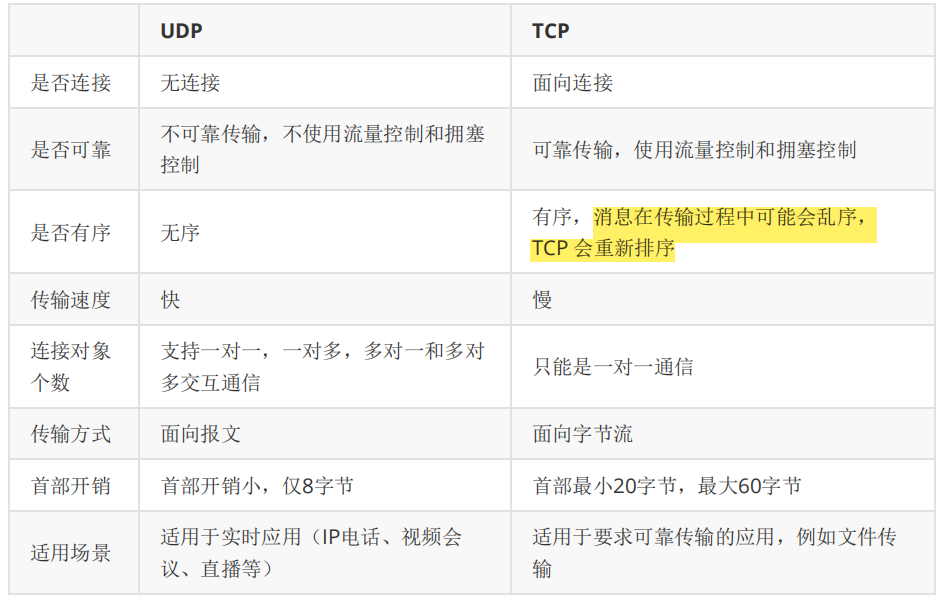 UDP TCP
是否连接 无连接 面向连接
是否可靠 不可靠传输，不使用流量控制和拥塞
控制 可靠传输，使用流量控制和拥塞控制
是否有序 无序 有序，消息在传输过程中可能会乱序，
TCP 会重新排序
传输速度 快 慢
连接对象
个数 支持一对一，一对多，多对一和多对
多交互通信 只能是一对一通信
传输方式 面向报文 面向字节流
首部开销 首部开销小，仅8字节 首部最小20字节，最大60字节
适用场景 适用于实时应用（IP电话、视频会
议、直播等） 适用于要求可靠传输的应用，例如文件传
输